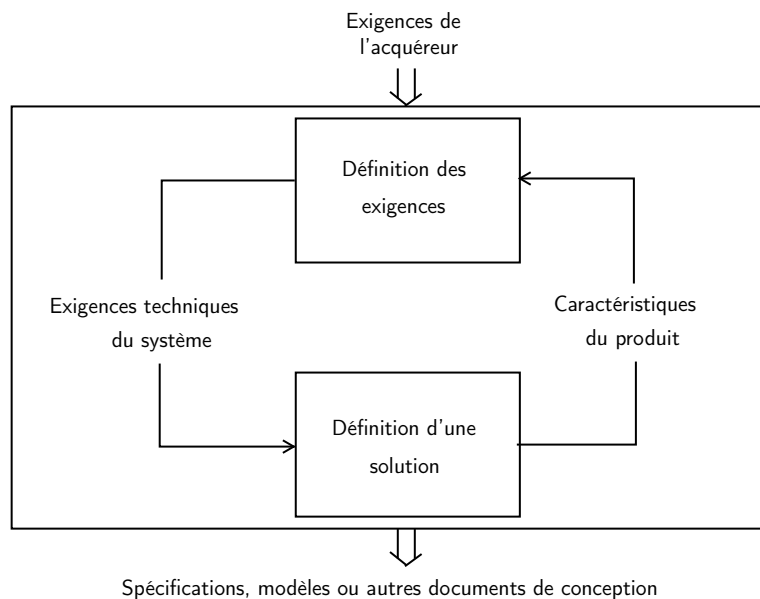 Exigences de
l'acquéreur
Définition des
exigences
Exigences techniques
du système
Caractéristiques
du produit
Définition d'une
solution
Spécifications, modèles ou autres documents de conception